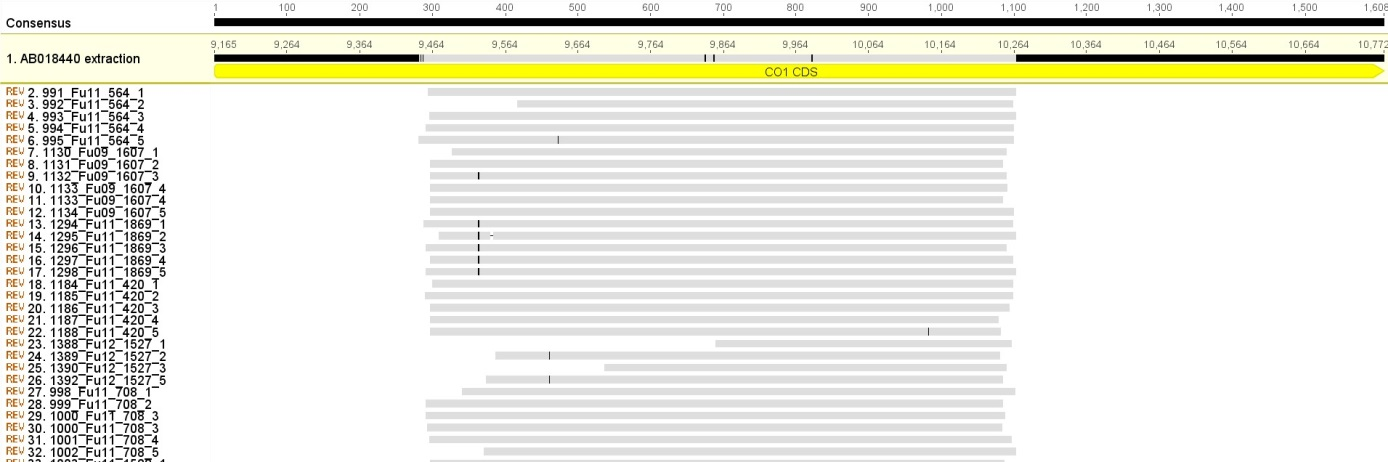 1 100 200 300 400 500 600 700 800 900 1,000 1,100 1,200 1,300 1,400 1,500 1,608
Consensus
9,165 9,264 9,364 9,464 9,564 9,664 9,764 9,864 9,964 10,064 10,164 10,264 10,364 10,464 10,564 10,664 10,772
1. AB018440 extraction
CO1 CDS
REV 2. 991_Fu11_564_1
REV 3. 992_Fu11_564_2
REV 4. 993_Fu11_564_3
REV 5. 994_Fu11_564_4
REV 6. 995_Fu11_564_5
REV 7. 1130_Fu09_1607_1
REV 8. 1131_Fu09_1607_2
REV 9. 1132_Fu09_1607_3
REV 10. 1133_Fu09_1607_4
REV 11. 1133_Fu09_1607_4
REV 12. 1134_Fu09_1607_5
REV 13. 1294_Fu11_1869_1
REV 14. 1295_Fu11_1869_2
REV 15. 1296_Fu11_1869_3
REV 16. 1297_Fu11_1869_4
REV 17. 1298_Fu11_1869_5
REV 18. 1184_Fu11_420_1
REV 19. 1185_Fu11_420_2
REV 20. 1186_Fu11_420_3
REV 21. 1187_Fu11_420_4
REV 22. 1188_Fu11_420_5
REV 23. 1388_Fu12_1527_1
REV 24. 1389_Fu12_1527_2
REV 25. 1390_Fu12_1527_3
REV 26. 1392_Fu12_1527_5
REV 27. 998_Fu11_708_1
REV 28. 999_Fu11_708_2
REV 29. 1000_Fu11_708_3
REV 30. 1000_Fu11_708_3
REV 31. 1001_Fu11_708_4
REV 32. 1002_Fu11_708_5